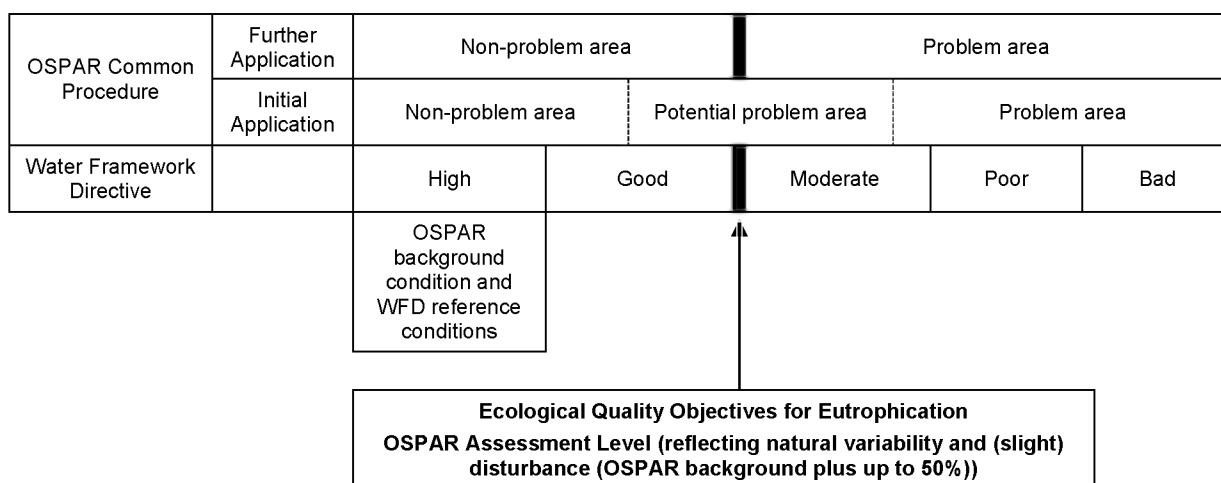 OSPAR Common
Procedure
Further
Application
Non-problem area
Problem area
Initial
Application
Non-problem area
Potential problem area
Problem area
Water Framework
Directive
High
Good
Moderate
Poor
Bad
OSPAR
background
condition and
WFD reference
conditions
Ecological Quality Objectives for Eutrophication
OSPAR Assessment Level (reflecting natural variability and (slight)
disturbance (OSPAR background plus up to 50%))